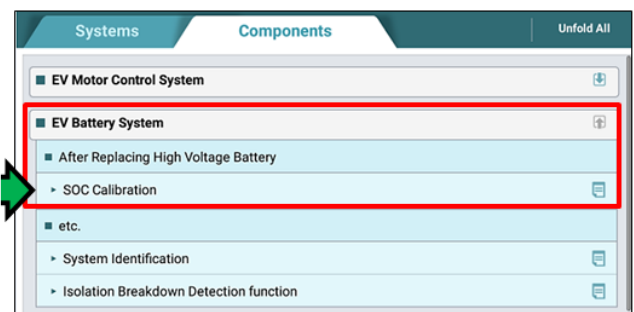 Systems
Components
Unfold All
EV Motor Control System
EV Battery System
After Replacing High Voltage Battery
SOC Calibration
etc.
System Identification
Isolation Breakdown Detection function